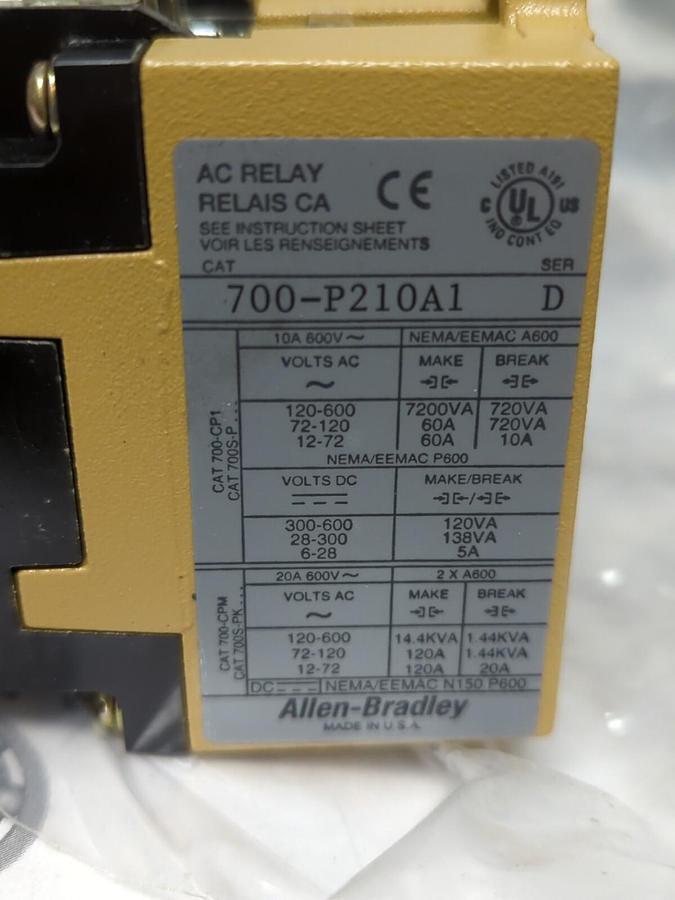 AC RELAY
RELAIS CA
CE
LISTED A191
C UL US
IND CONT EQ
SEE INSTRUCTION SHEET
VOIR LES RENSEIGNEMENTS
CAT SER
700-P210A1 D
CAT 700-CP1
CAT 700S-P...
10A 600V~ NEMA/EEMAC A600
VOLTS AC MAKE BREAK
~
120-600 7200VA 720VA
72-120 60A 720VA
12-72 60A 10A
NEMA/EEMAC P600
VOLTS DC MAKE/BREAK
/
300-600 120VA
28-300 138VA
6-28 5A
CAT 700-CPM
CAT 700S-PK...
20A 600V~ 2 X A600
VOLTS AC MAKE BREAK
~
120-600 14.4KVA 1.44KVA
72-120 120A 1.44KVA
12-72 120A 20A
DC NEMA/EEMAC N150 P600
Allen-Bradley
MADE IN U.S.A.